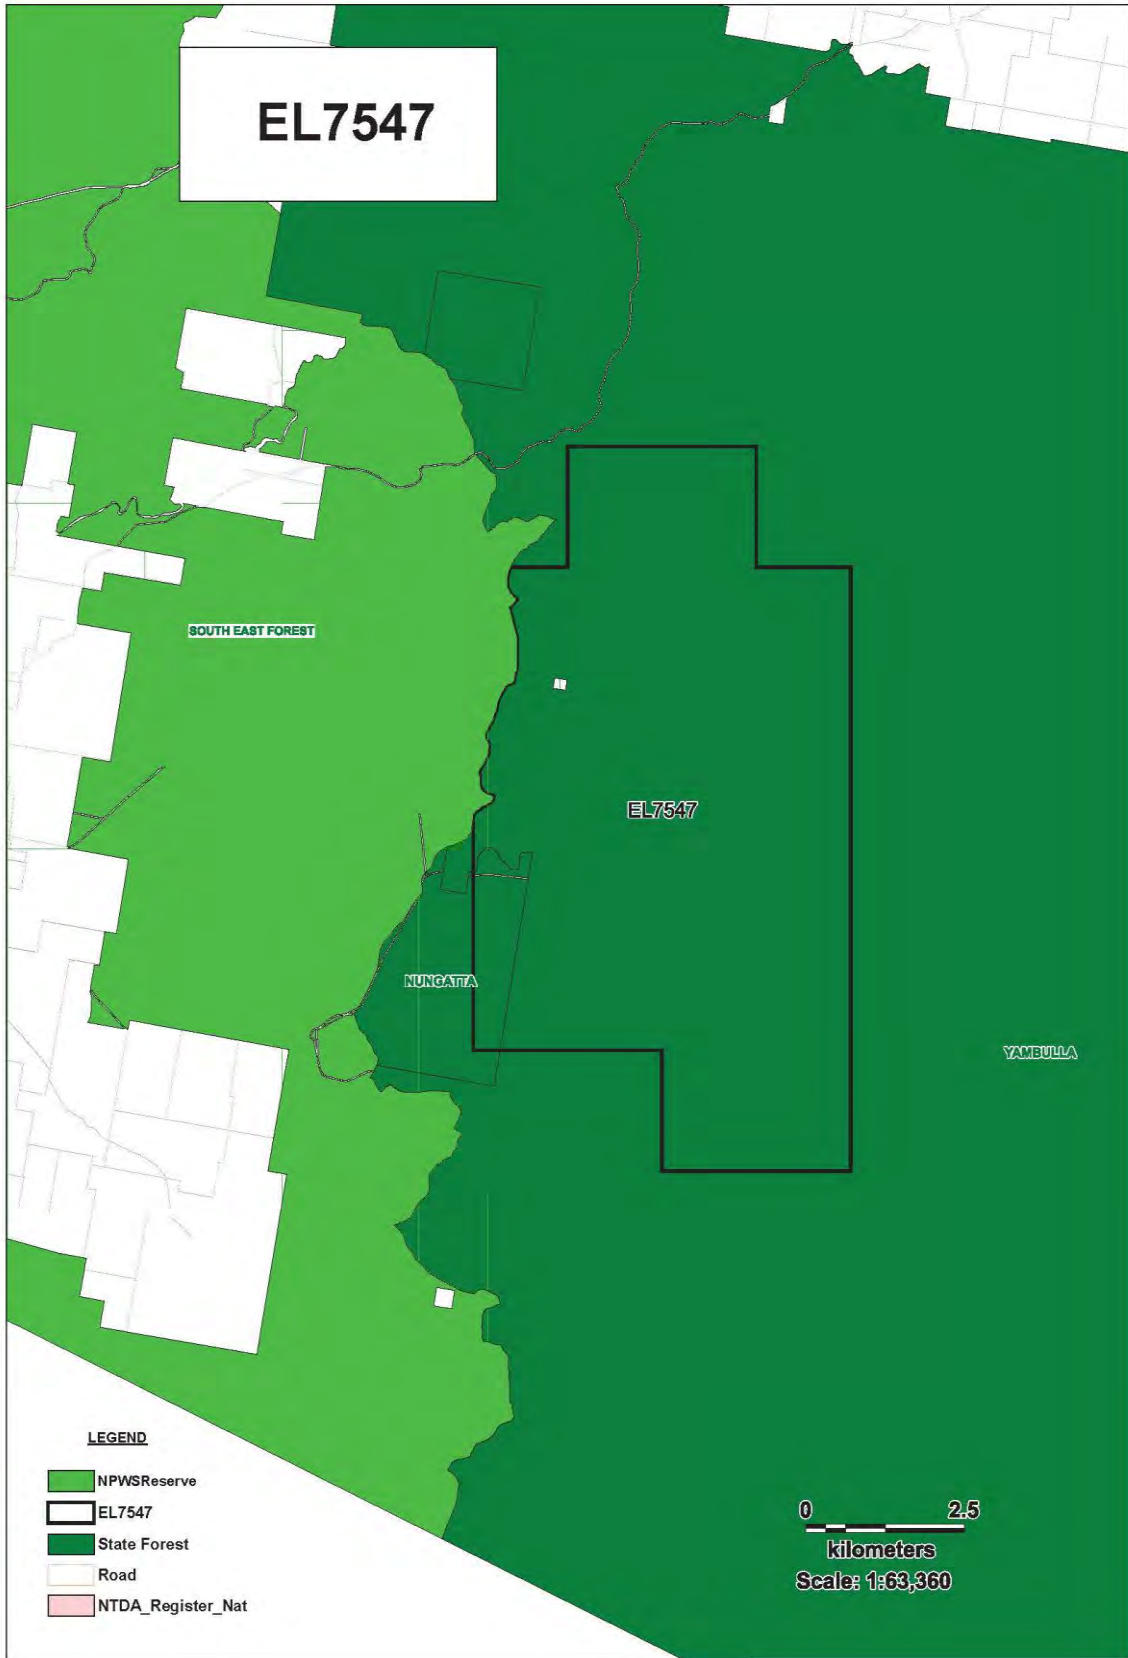 EL7547
SOUTH EAST FOREST
EL7547
NUNGATTA
YAMBULLA
LEGEND
NPWSReserve
EL7547
State Forest
Road
NTDA_Register_Nat
0 2.5
kilometers
Scale: 1:63,360